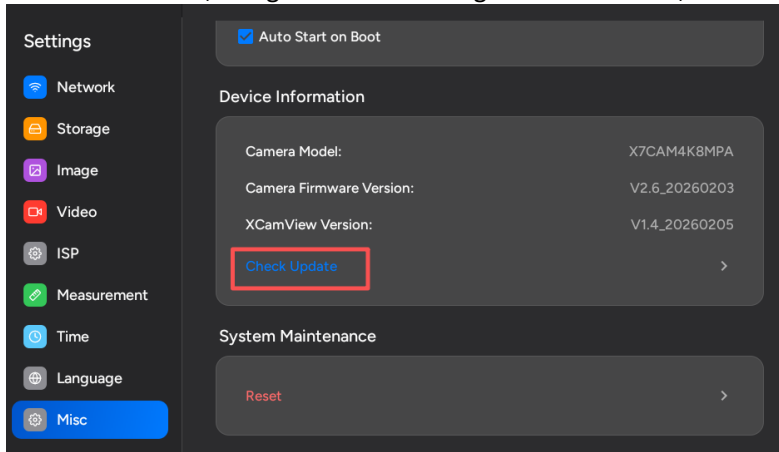 Settings
Network
Storage
Image
Video
ISP
Measurement
Time
Language
Misc
Auto Start on Boot
Device Information
Camera Model: X7CAM4K8MPA
Camera Firmware Version: V2.6_20260203
XCamView Version: V1.4_20260205
Check Update
System Maintenance
Reset